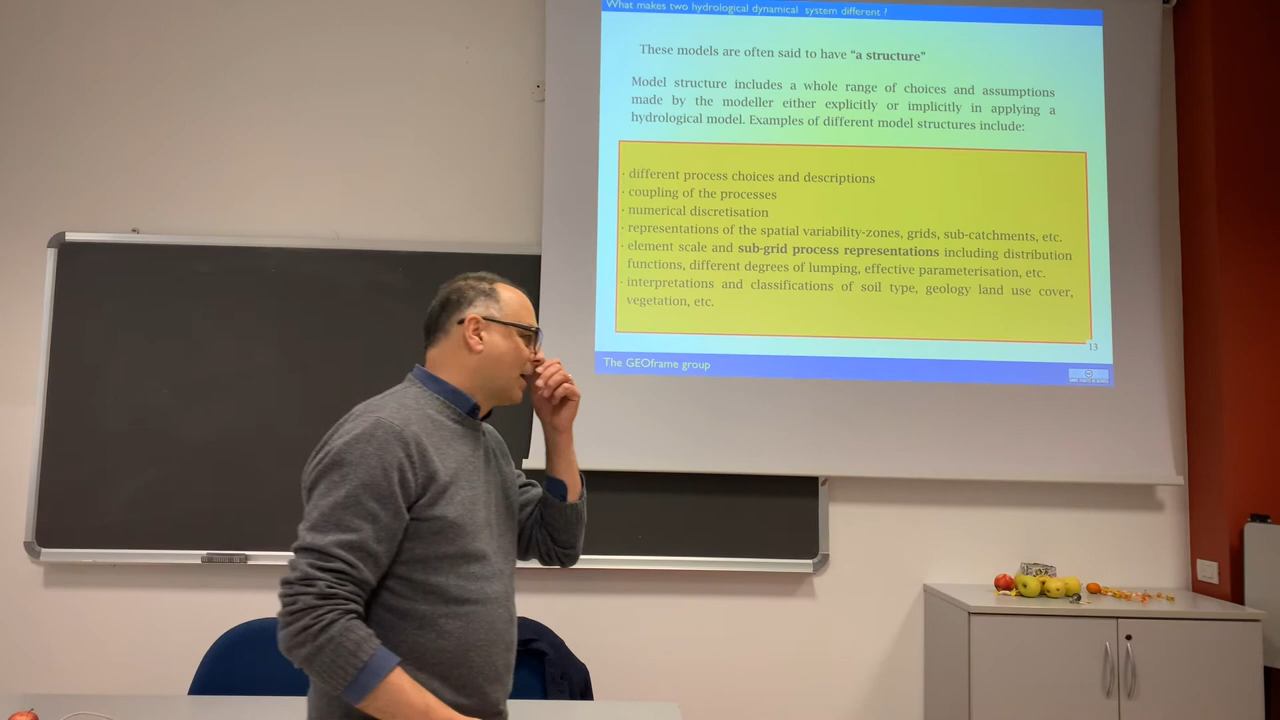 What makes two hydrological dynamical system different ?
These models are often said to have “a structure”
Model structure includes a whole range of choices and assumptions
made by the modeller either explicitly or implicitly in applying a
hydrological model. Examples of different model structures include:
· different process choices and descriptions
· coupling of the processes
· numerical discretisation
· representations of the spatial variability-zones, grids, sub-catchments, etc.
· element scale and sub-grid process representations including distribution
functions, different degrees of lumping, effective parameterisation, etc.
· interpretations and classifications of soil type, geology land use cover,
vegetation, etc.
13
The GEOframe group